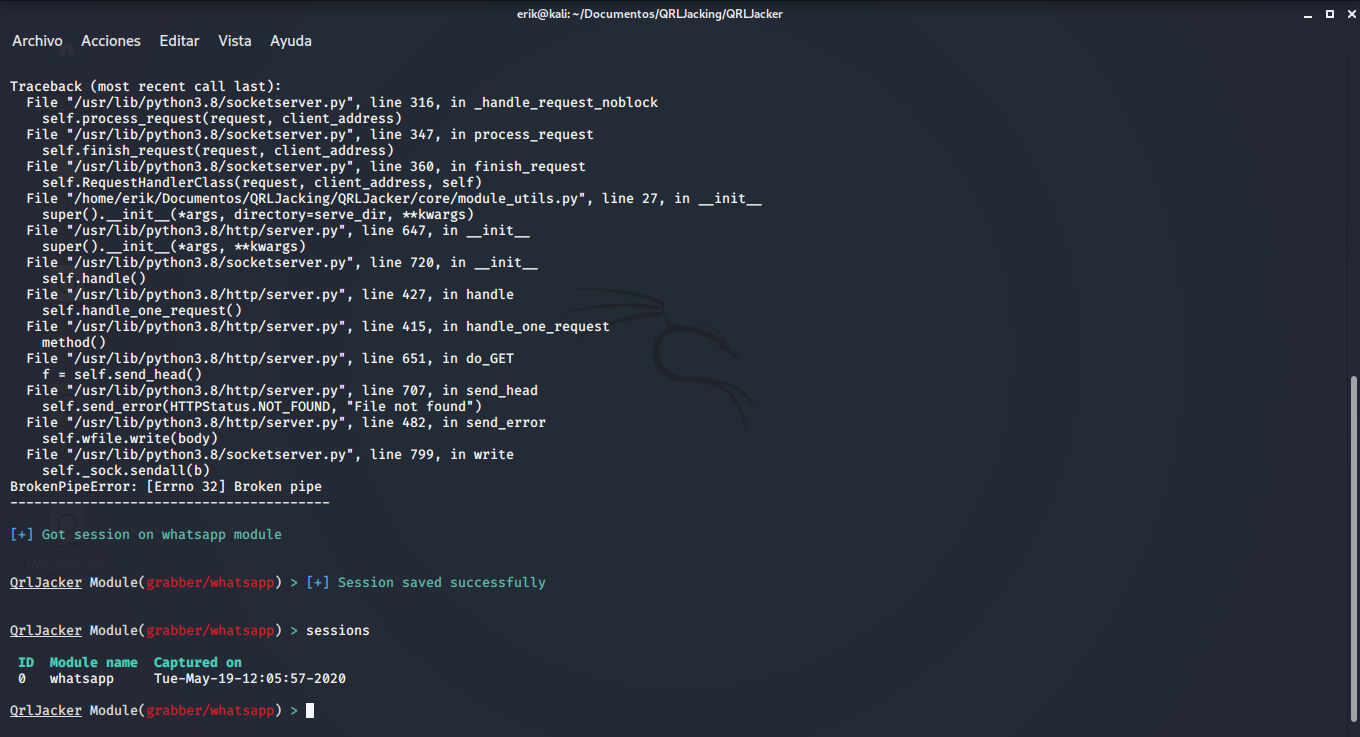 erik@kali: ~/Documentos/QRLJacking/QRLJacker
Archivo Acciones Editar Vista Ayuda
Traceback (most recent call last):
  File "/usr/lib/python3.8/socketserver.py", line 316, in _handle_request_noblock
    self.process_request(request, client_address)
  File "/usr/lib/python3.8/socketserver.py", line 347, in process_request
    self.finish_request(request, client_address)
  File "/usr/lib/python3.8/socketserver.py", line 360, in finish_request
    self.RequestHandlerClass(request, client_address, self)
  File "/home/erik/Documentos/QRLJacking/QRLJacker/core/module_utils.py", line 27, in __init__
    super().__init__(*args, directory=serve_dir, **kwargs)
  File "/usr/lib/python3.8/http/server.py", line 647, in __init__
    super().__init__(*args, **kwargs)
  File "/usr/lib/python3.8/socketserver.py", line 720, in __init__
    self.handle()
  File "/usr/lib/python3.8/http/server.py", line 427, in handle
    self.handle_one_request()
  File "/usr/lib/python3.8/http/server.py", line 415, in handle_one_request
    method()
  File "/usr/lib/python3.8/http/server.py", line 651, in do_GET
    f = self.send_head()
  File "/usr/lib/python3.8/http/server.py", line 707, in send_head
    self.send_error(HTTPStatus.NOT_FOUND, "File not found")
  File "/usr/lib/python3.8/http/server.py", line 482, in send_error
    self.wfile.write(body)
  File "/usr/lib/python3.8/socketserver.py", line 799, in write
    self._sock.sendall(b)
BrokenPipeError: [Errno 32] Broken pipe
----------------------------------------
[+] Got session on whatsapp module
Volumen de
QrlJacker Module(grabber/whatsapp) > [+] Session saved successfully
QrlJacker Module(grabber/whatsapp) > sessions
ID  Module name  Captured on
0   whatsapp     Tue-May-19-12:05:57-2020
QrlJacker Module(grabber/whatsapp) >